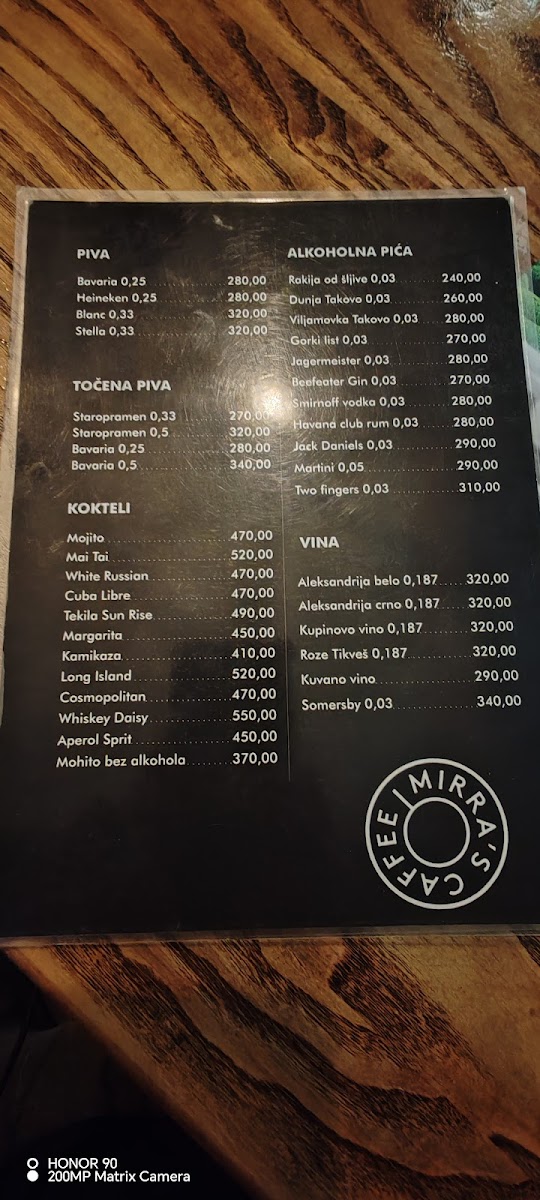 PIVA
Bavaria 0,25 280,00
Heineken 0,25 280,00
Blanc 0,33 320,00
Stella 0,33 320,00
TOČENA PIVA
Staropramen 0,33 270,00
Staropramen 0,5 320,00
Bavaria 0,25 280,00
Bavaria 0,5 340,00
KOKTELI
Mojito 470,00
Mai Tai 520,00
White Russian 470,00
Cuba Libre 470,00
Tekila Sun Rise 490,00
Margarita 450,00
Kamikaza 410,00
Long Island 520,00
Cosmopolitan 470,00
Whiskey Daisy 550,00
Aperol Sprit 450,00
Mohito bez alkohola 370,00
ALKOHOLNA PIĆA
Rakija od šljive 0,03 240,00
Dunja Takovo 0,03 260,00
Viljamovka Takovo 0,03 280,00
Gorki list 0,03 270,00
Jagermeister 0,03 280,00
Beefeater Gin 0,03 270,00
Smirnoff vodka 0,03 280,00
Havana club rum 0,03 280,00
Jack Daniels 0,03 290,00
Martini 0,05 290,00
Two fingers 0,03 310,00
VINA
Aleksandrija belo 0,187 320,00
Aleksandrija crno 0,187 320,00
Kupinovo vino 0,187 320,00
Roze Tikveš 0,187 320,00
Kuvano vino 290,00
Somersby 0,03 340,00
MIRRA'S CAFFEE
HONOR 90
200MP Matrix Camera